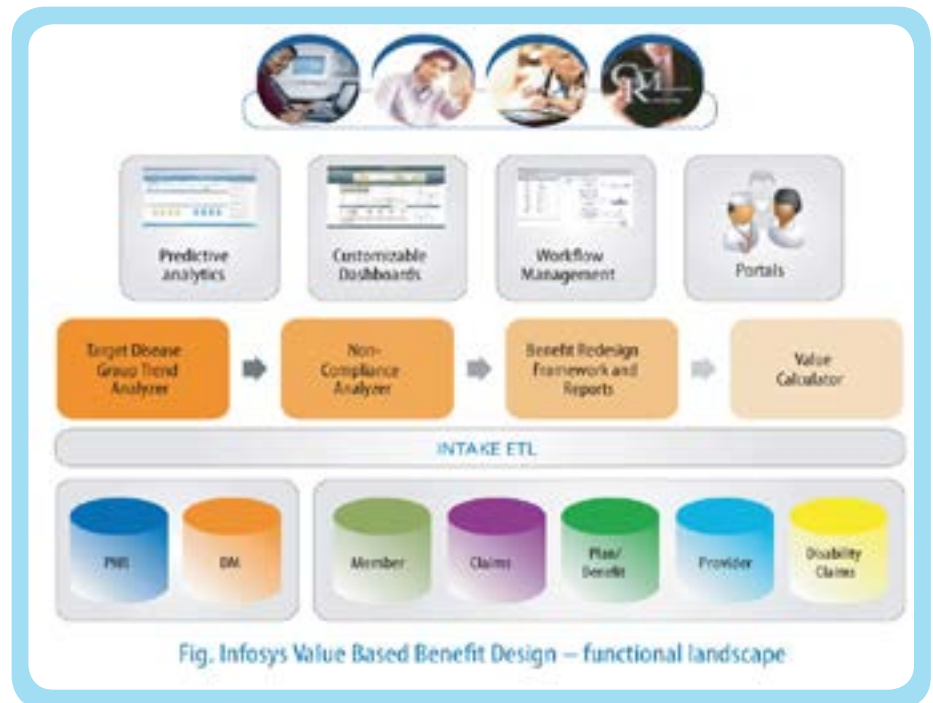 CRM
Predictive
analytics
Customizable
Dashboards
Workflow
Management
Portals
Target Disease
Group Trend
Analyzer
Non-
Compliance
Analyzer
Benefit Redesign
Framework and
Reports
Value
Calculator
INTAKE ETL
PHR
DM
Member
Claims
Plan/
Benefit
Provider
Disability
Claims
Fig. Infosys Value Based Benefit Design – functional landscape